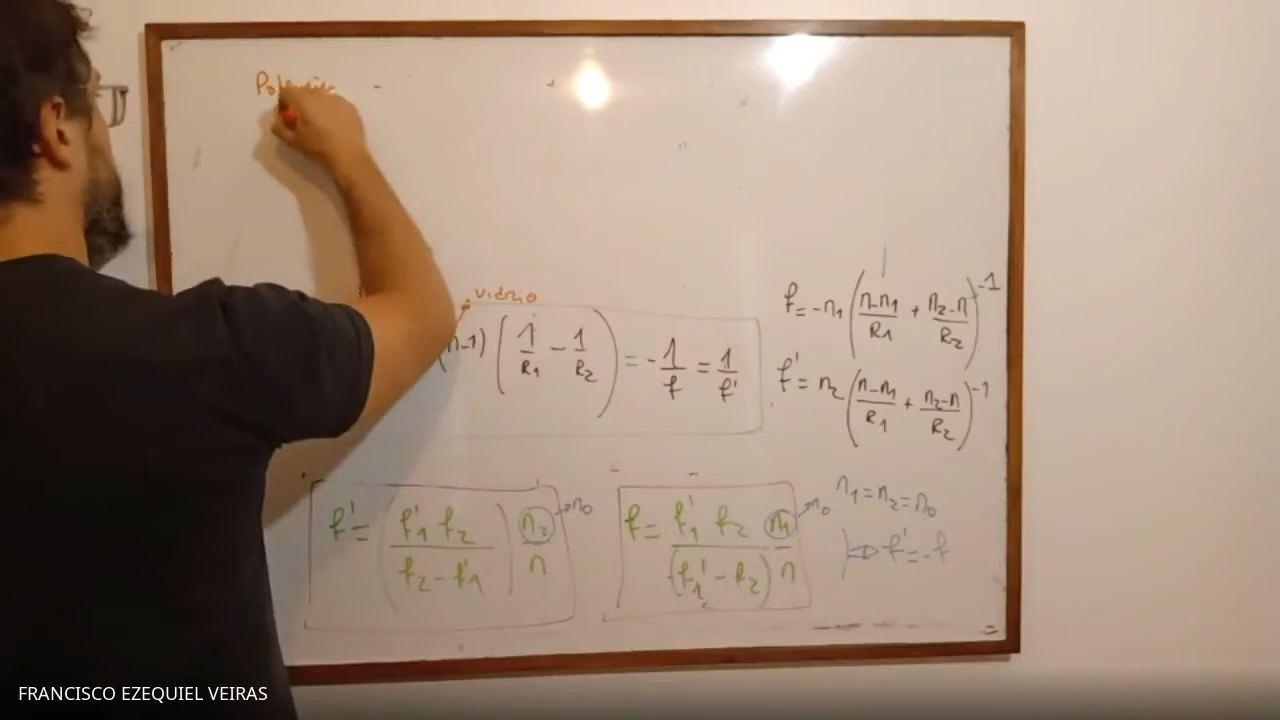 vidrio
(n-1) ( 1/R₁ - 1/R₂ ) = - 1/f = 1/f'
f = -n₁ ( (n-n₁)/R₁ + (n₂-n)/R₂ )⁻¹
f' = n₂ ( (n-n₁)/R₁ + (n₂-n)/R₂ )⁻¹
f' = ( f'₁ f₂ / (f₂ - f'₁) ) n₂/n → n₀
f = f'₁ f₂ / (f'₁ - f₂) n₁/n → n₀
n₁ = n₂ = n₀
⇔ f' = -f
FRANCISCO EZEQUIEL VEIRAS